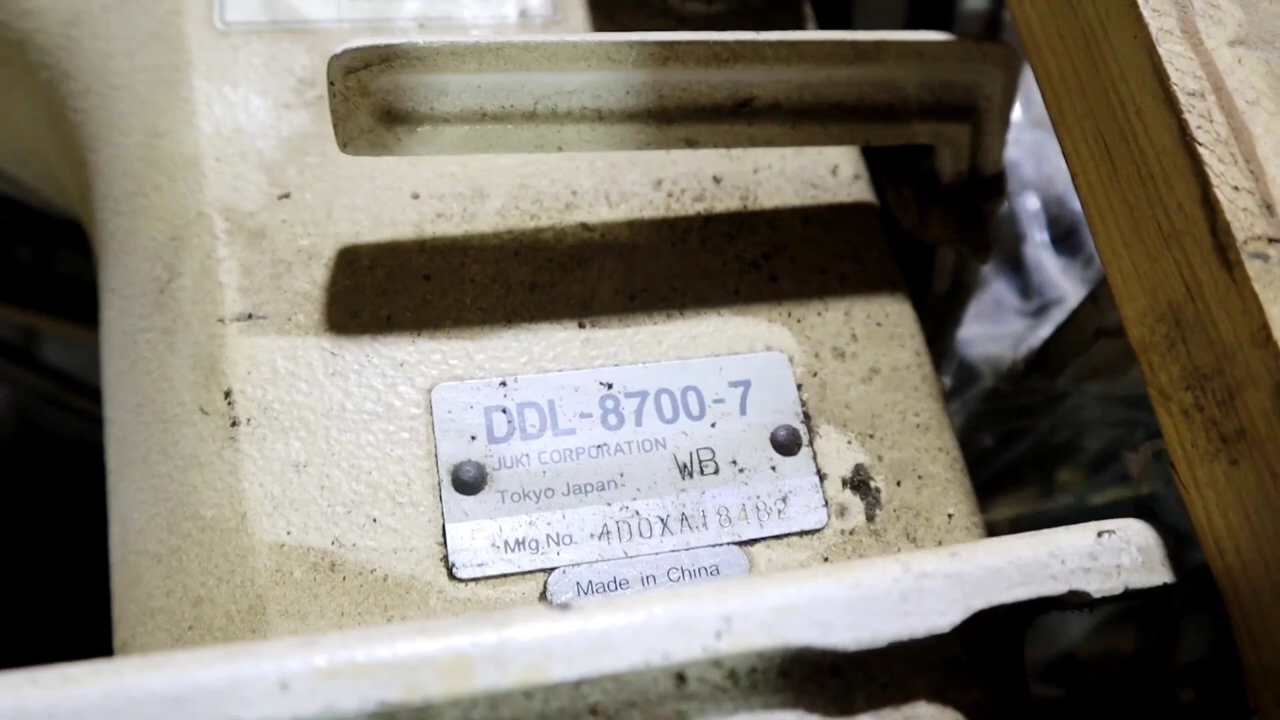 DDL-8700-7
JUKI CORPORATION
WB
Tokyo Japan
Mfg.No. 4D0XA18482
Made in China